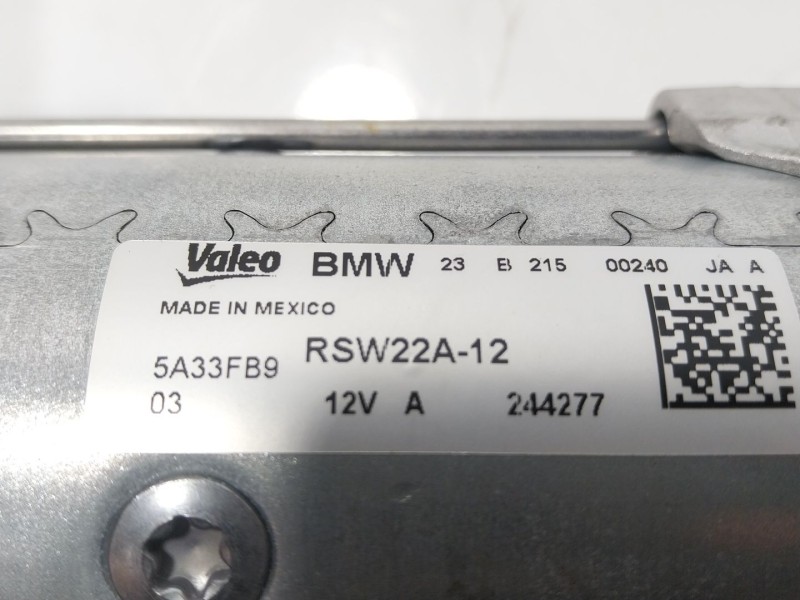 Valeo BMW 23 B 215 00240 JA A
MADE IN MEXICO
5A33FB9 RSW22A-12
03 12V A 244277